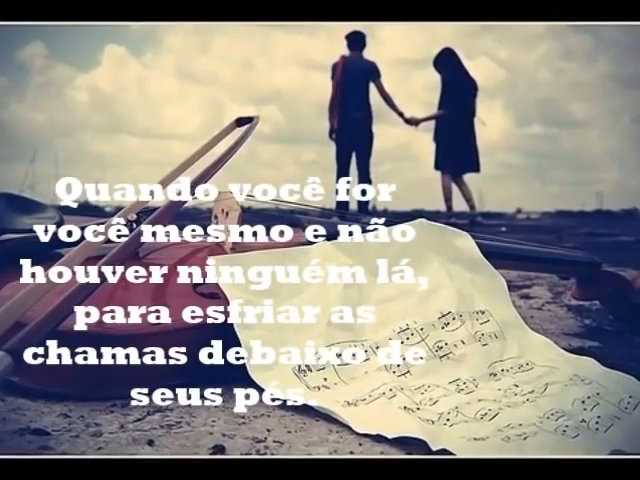 Quando você for
você mesmo e não
houver ninguém lá,
para esfriar as
chamas debaixo de
seus pés.